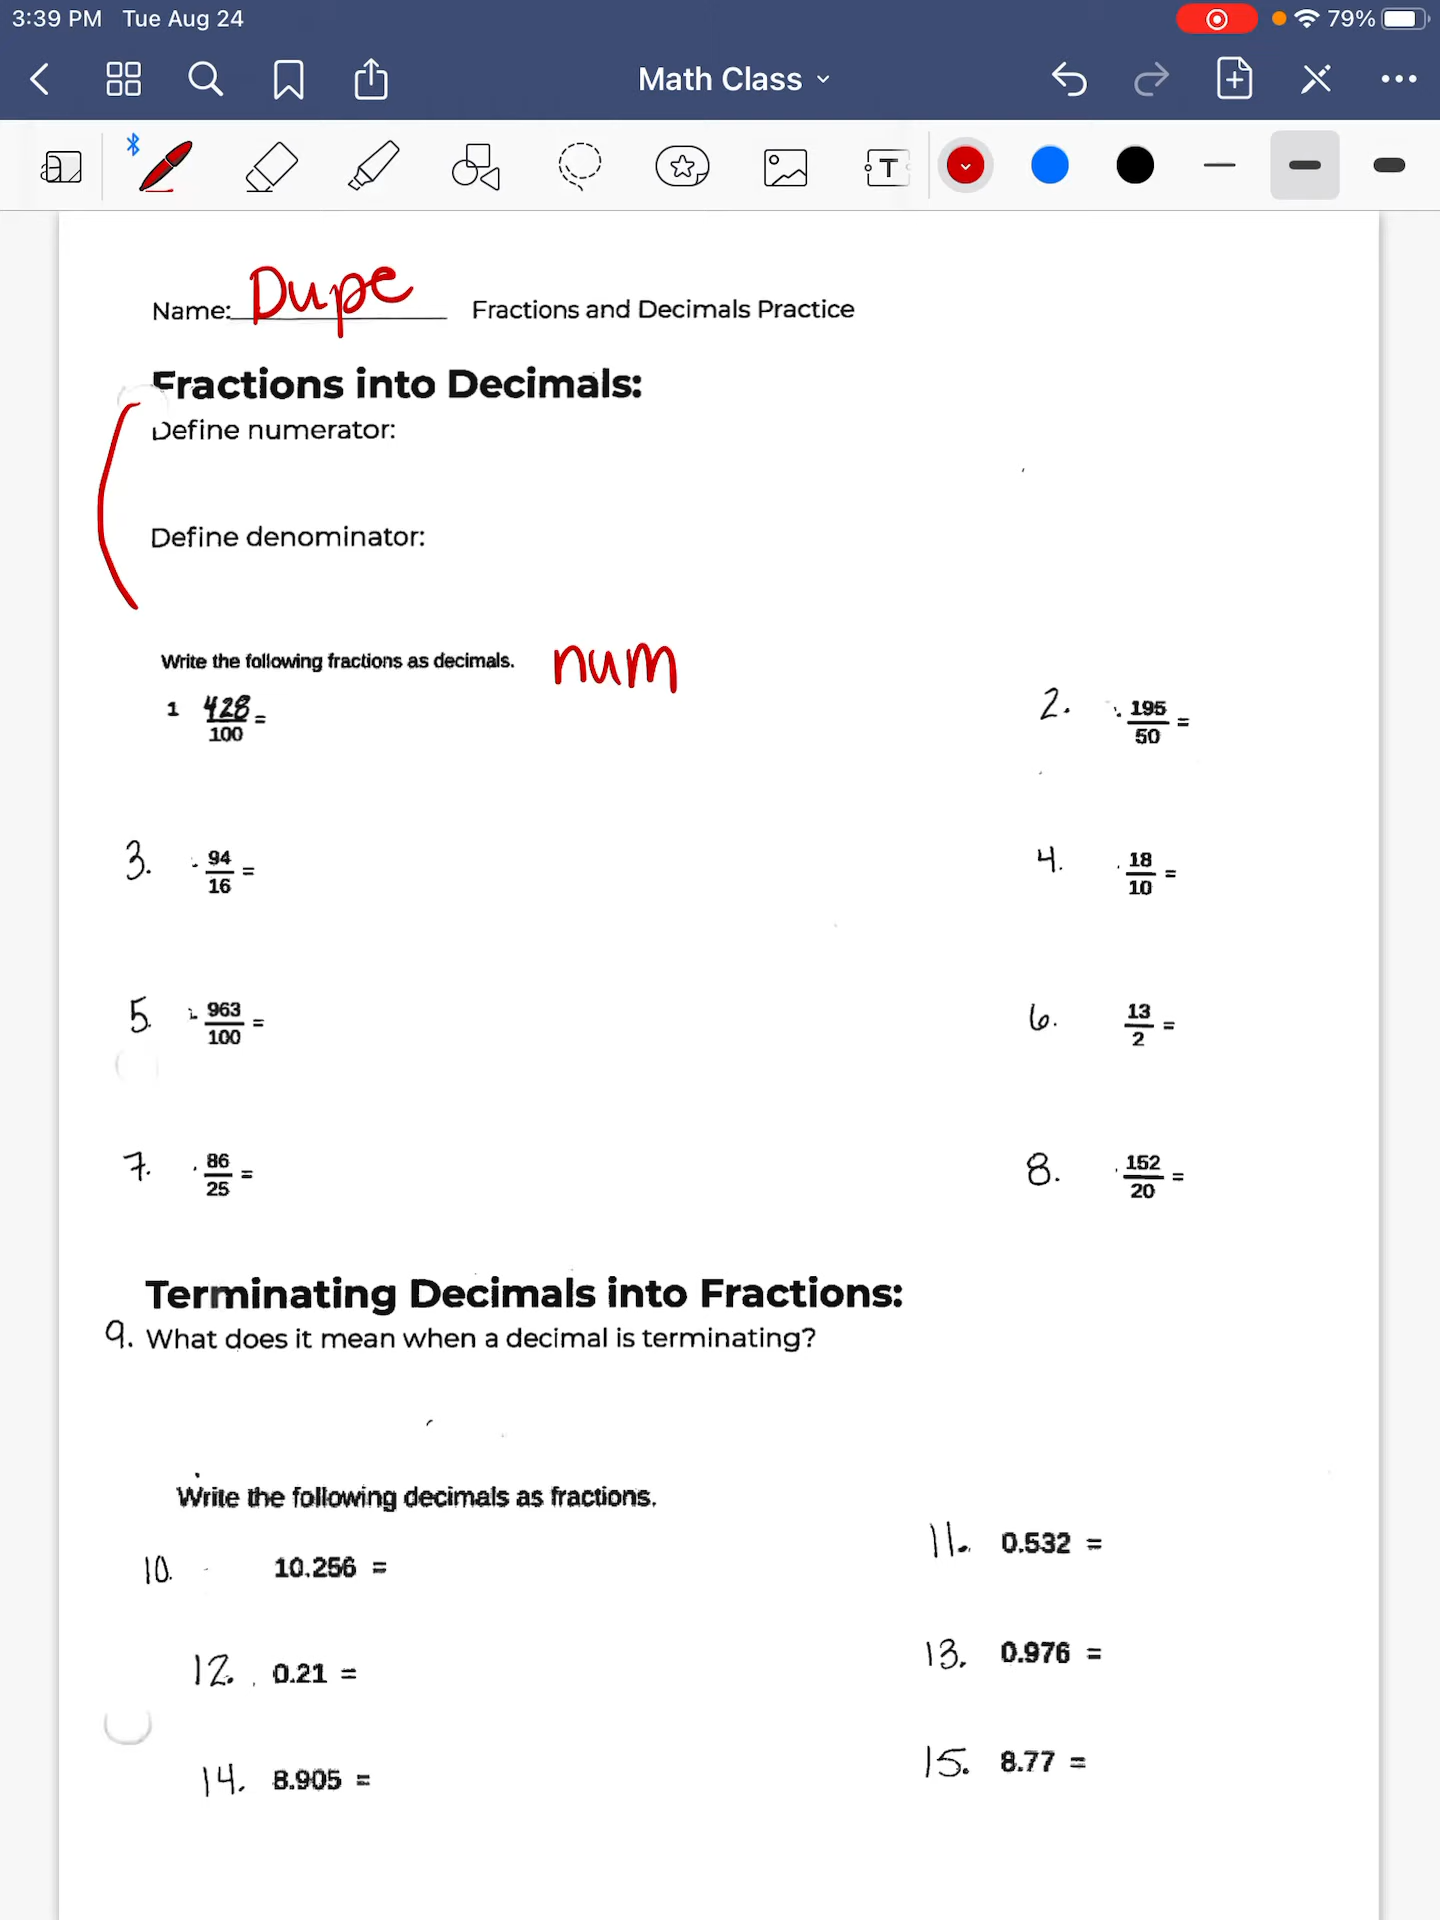 3:39 PM Tue Aug 24 79%
Math Class
Name: Dupe Fractions and Decimals Practice
Fractions into Decimals:
Define numerator:
Define denominator:
Write the following fractions as decimals. num
1 428/100 = 2. 195/50 =
3. 94/16 = 4. 18/10 =
5. 963/100 = 6. 13/2 =
7. 86/25 = 8. 152/20 =
Terminating Decimals into Fractions:
9. What does it mean when a decimal is terminating?
Write the following decimals as fractions.
10. 10.256 = 11. 0.532 =
12. 0.21 = 13. 0.976 =
14. 8.905 = 15. 8.77 =